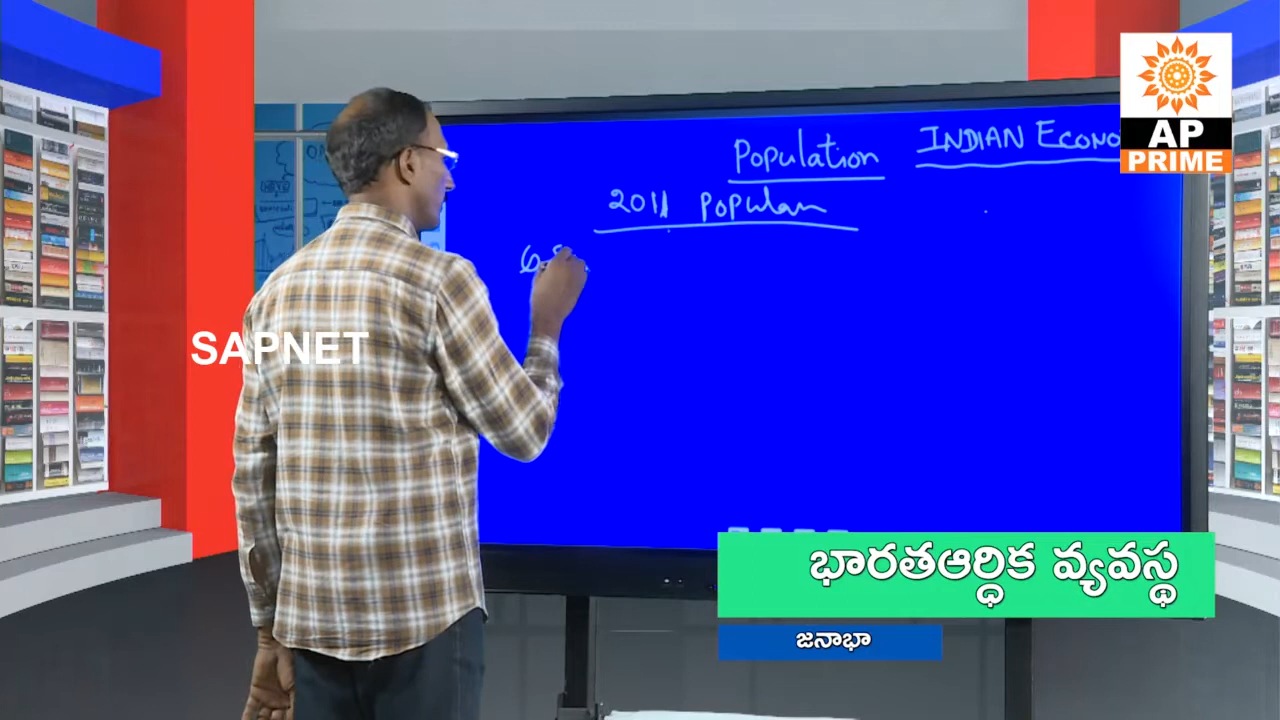 Population
INDIAN ECONO
2011 Populan
AP
PRIME
SAPNET
భారతఆర్ధిక వ్యవస్థ
జనాభా